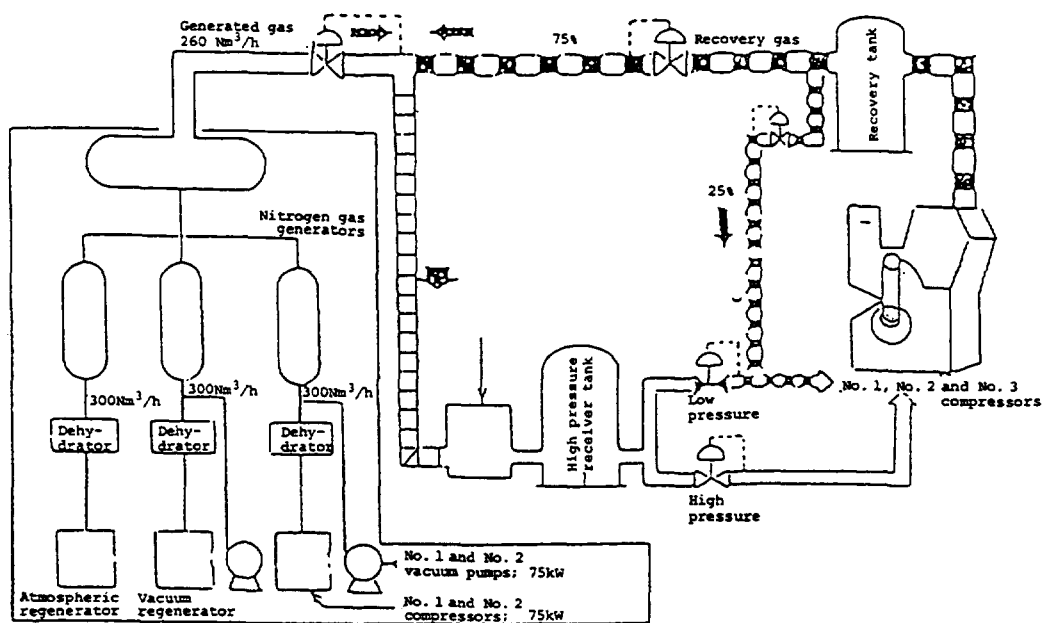 Generated gas
260 Nm³/h
75%
Recovery gas
Recovery tank
25%
Nitrogen gas
generators
300Nm³/h
300Nm³/h
300Nm³/h
Dehy-
drator
Dehy-
drator
Dehy-
drator
High pressure
receiver tank
Low
pressure
High
pressure
No. 1, No. 2 and No. 3
compressors
Atmospheric
regenerator
Vacuum
regenerator
No. 1 and No. 2
vacuum pumps; 75kW
No. 1 and No. 2
compressors; 75kW